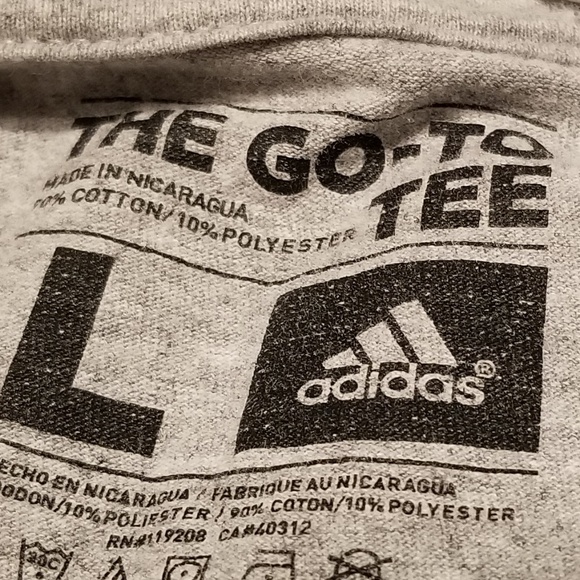 THE GO-TO
TEE
MADE IN NICARAGUA
90% COTTON/10% POLYESTER
L
adidas®
ECHO EN NICARAGUA / FABRIQUE AU NICARAGUA
ODON/10% POLIESTER / 90% COTON/10% POLYESTER
RN#119208 CA#40312
30C